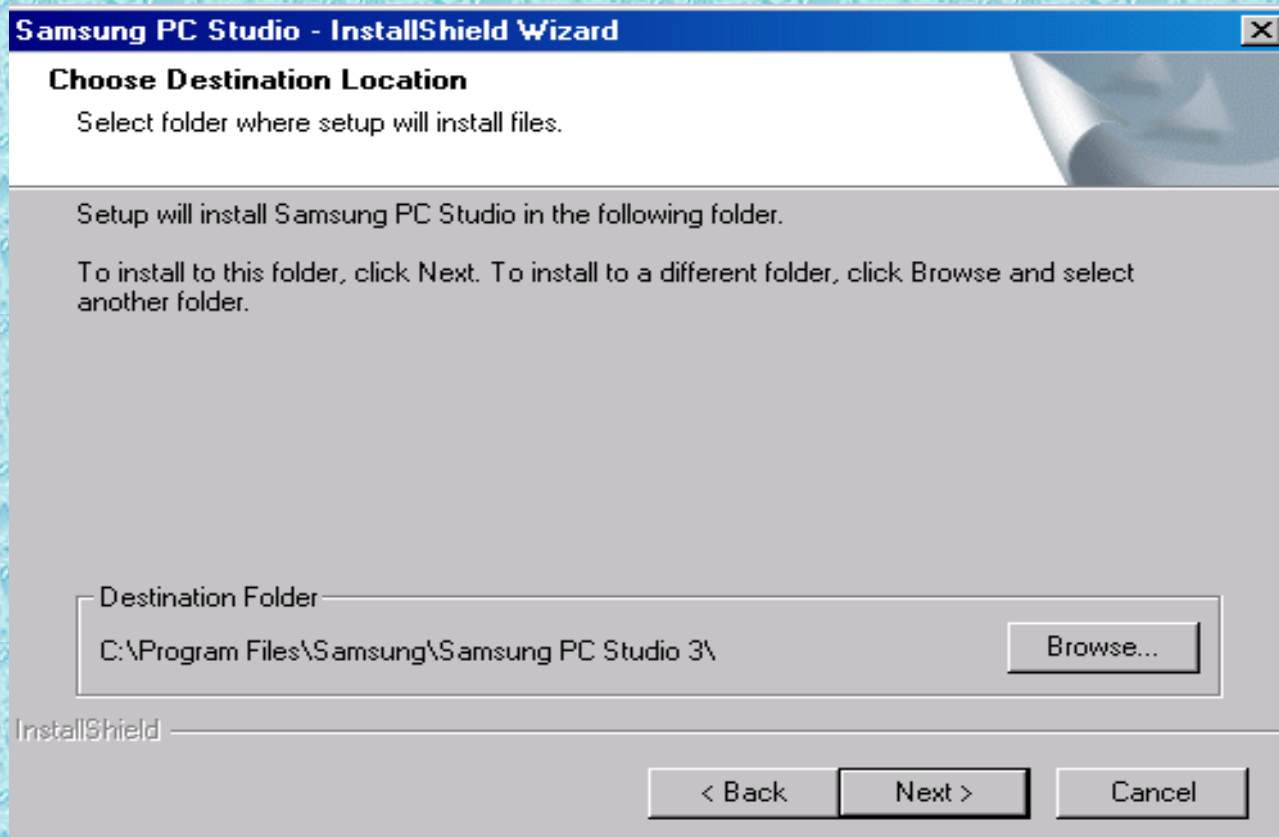 Samsung PC Studio - InstallShield Wizard
Choose Destination Location
Select folder where setup will install files.
Setup will install Samsung PC Studio in the following folder.
To install to this folder, click Next. To install to a different folder, click Browse and select
another folder.
Destination Folder
C:\Program Files\Samsung\Samsung PC Studio 3\
Browse...
InstallShield
< Back
Next >
Cancel